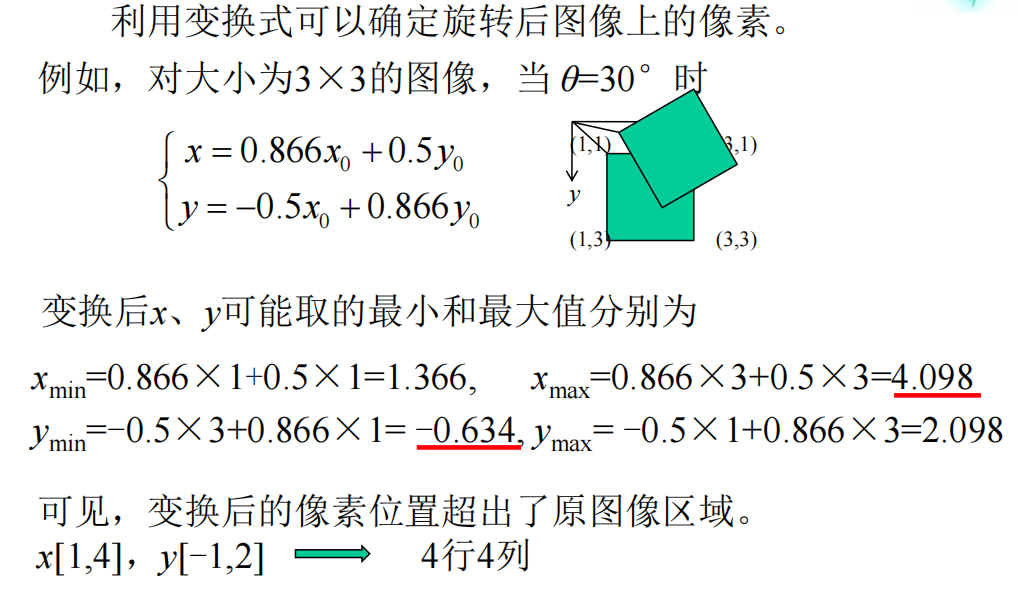 利用变换式可以确定旋转后图像上的像素。
例如，对大小为3×3的图像，当 θ=30°时
x = 0.866x₀ + 0.5y₀
y = −0.5x₀ + 0.866y₀
(1,1)
3,1)
y
(1,3)
(3,3)
变换后x、y可能取的最小和最大值分别为
xmin=0.866×1+0.5×1=1.366, xmax=0.866×3+0.5×3=4.098
ymin=−0.5×3+0.866×1= −0.634, ymax= −0.5×1+0.866×3=2.098
可见，变换后的像素位置超出了原图像区域。
x[1,4]，y[−1,2] 4行4列